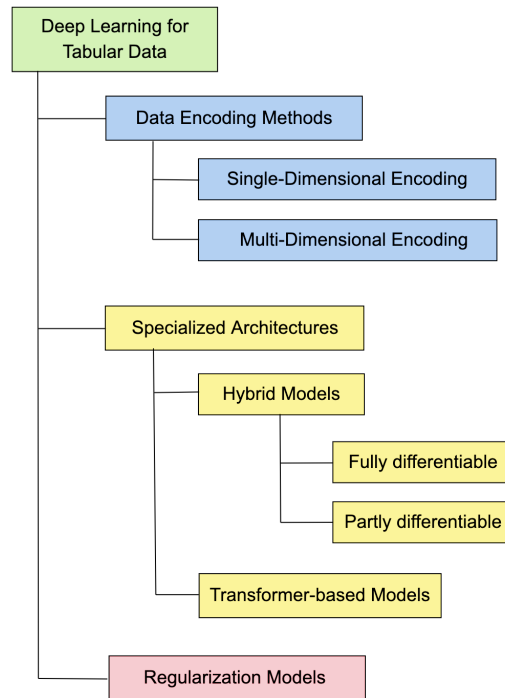 Deep Learning for
Tabular Data
Data Encoding Methods
Single-Dimensional Encoding
Multi-Dimensional Encoding
Specialized Architectures
Hybrid Models
Fully differentiable
Partly differentiable
Transformer-based Models
Regularization Models